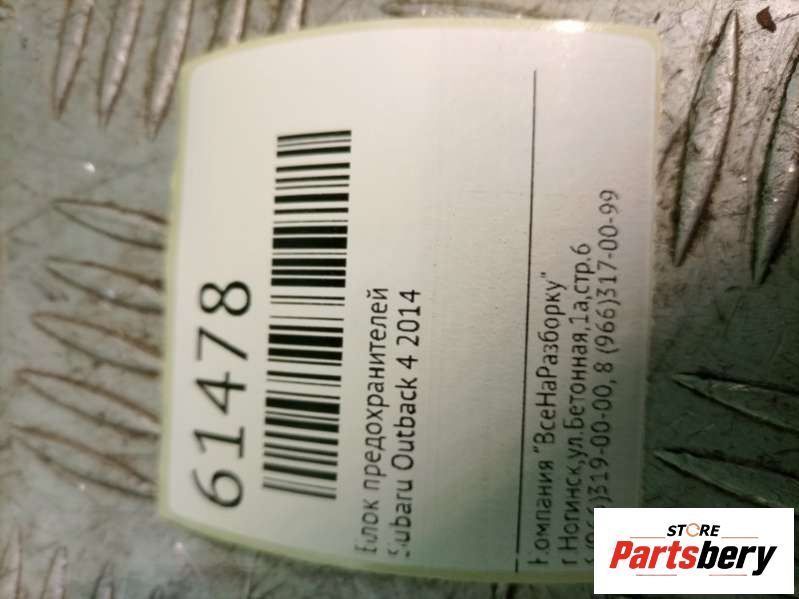 61478
Блок предохранителей
Subaru Outback 4 2014
Компания "ВсеНаРазборку"
г.Ногинск,ул.Бетонная,1а,стр.6
319-00-00, 8 (966)317-00-99
STORE
Partsbery